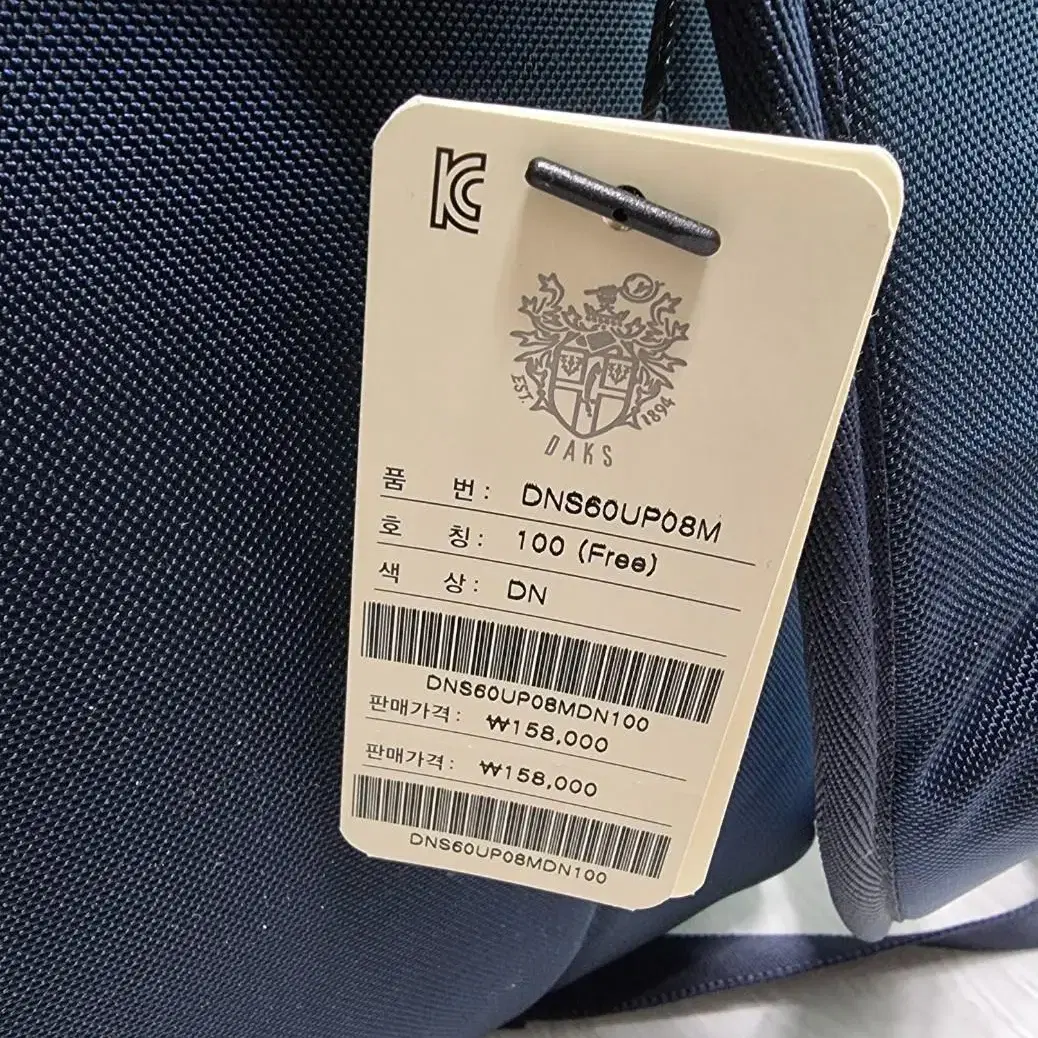 KC
EST. 1894
DAKS
품 번: DNS60UP08M
호 칭: 100 (Free)
색 상: DN
DNS60UP08MDN100
판매가격: ₩158,000
판매가격: ₩158,000
DNS60UP08MDN100